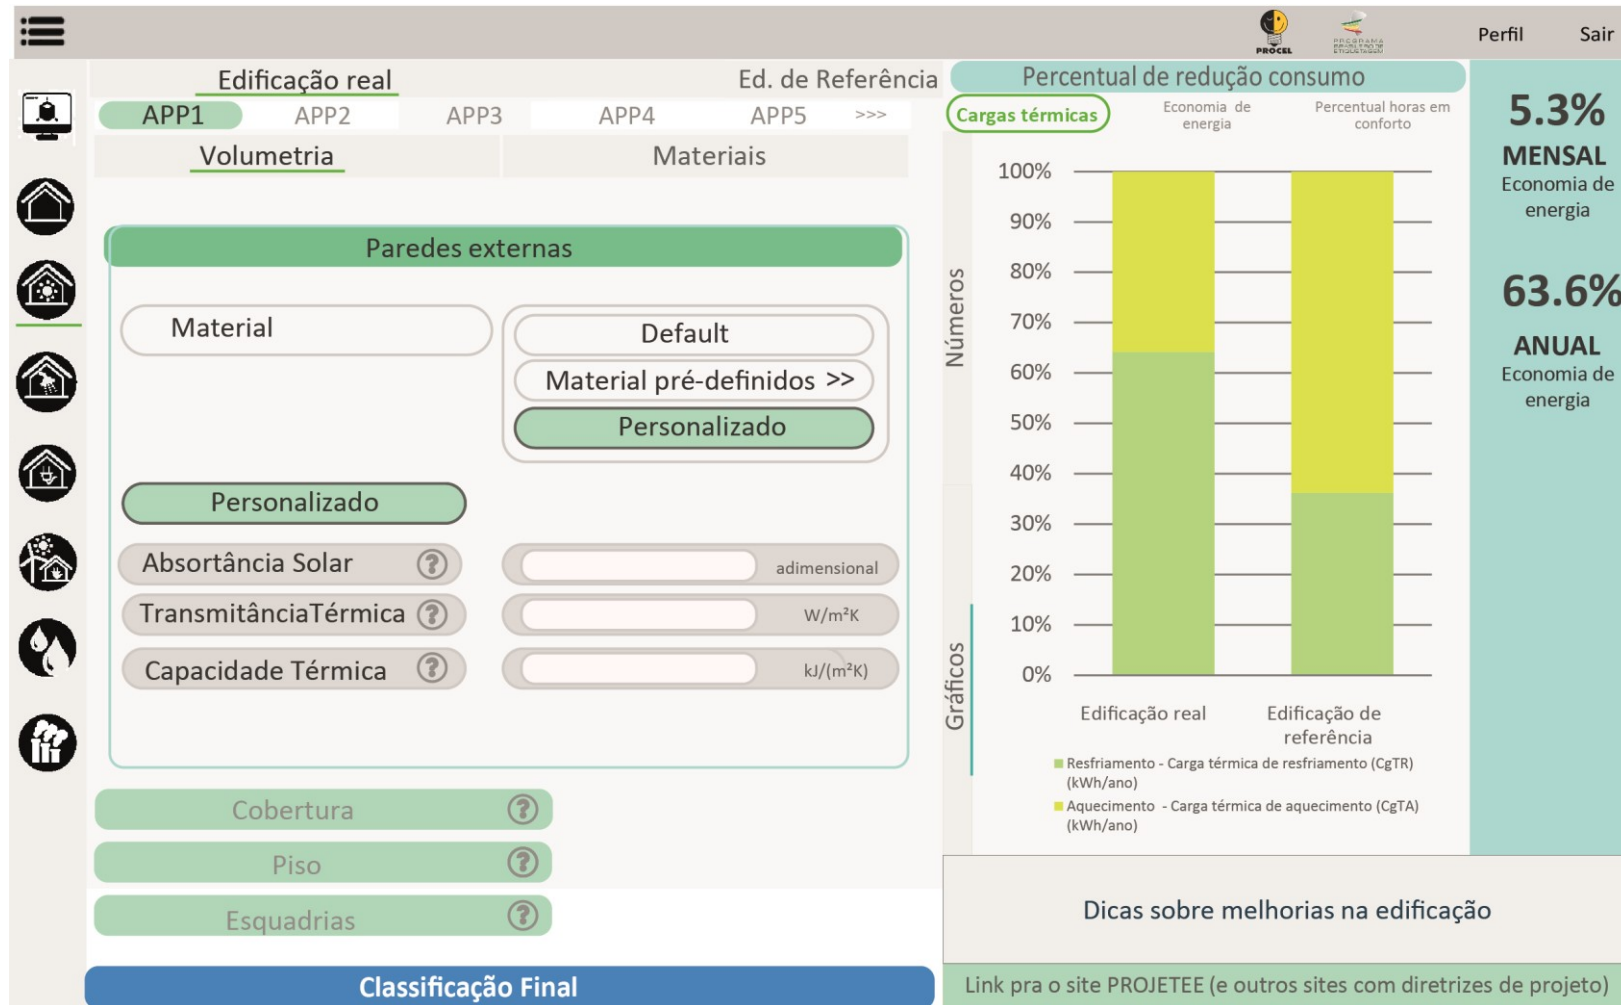 PROCEL
PROGRAMA
BRASILEIRO DE
ETIQUETAGEM
Perfil
Sair
Edificação real
Ed. de Referência
APP1
APP2
APP3
APP4
APP5
>>>
Volumetria
Materiais
Paredes externas
Material
Default
Material pré-definidos >>
Personalizado
Personalizado
Absortância Solar ?
adimensional
TransmitânciaTérmica ?
W/m²K
Capacidade Térmica ?
kJ/(m²K)
Cobertura ?
Piso ?
Esquadrias ?
Classificação Final
Percentual de redução consumo
Cargas térmicas
Economia de
energia
Percentual horas em
conforto
Números
Gráficos
100%
90%
80%
70%
60%
50%
40%
30%
20%
10%
0%
Edificação real
Edificação de
referência
Resfriamento - Carga térmica de resfriamento (CgTR)
(kWh/ano)
Aquecimento - Carga térmica de aquecimento (CgTA)
(kWh/ano)
5.3%
MENSAL
Economia de
energia
63.6%
ANUAL
Economia de
energia
Dicas sobre melhorias na edificação
Link pra o site PROJETEE (e outros sites com diretrizes de projeto)